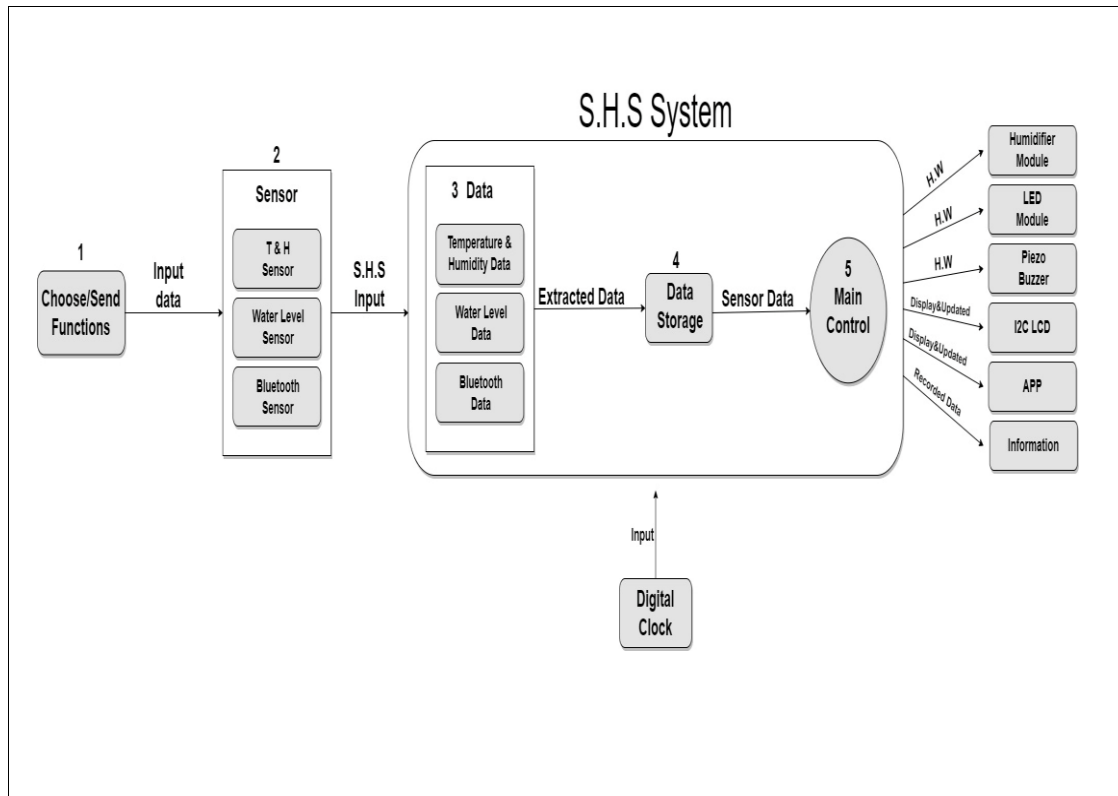 S.H.S System
1
Choose/Send
Functions
Input
data
2
Sensor
T & H
Sensor
Water Level
Sensor
Bluetooth
Sensor
S.H.S
Input
3 Data
Temperature &
Humidity Data
Water Level
Data
Bluetooth
Data
Extracted Data
4
Data
Storage
Sensor Data
5
Main
Control
H.W
Humidifier
Module
H.W
LED
Module
H.W
Piezo
Buzzer
Display&Updated
I2C LCD
Display&Updated
APP
Recorded Data
Information
Input
Digital
Clock